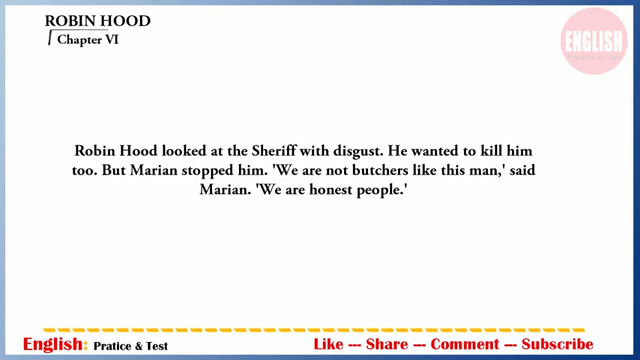 ROBIN HOOD
Chapter VI
ENGLISH
Robin Hood looked at the Sheriff with disgust. He wanted to kill him
too. But Marian stopped him. 'We are not butchers like this man,' said
Marian. 'We are honest people.'
English: Pratice & Test
Like --- Share --- Comment --- Subscribe